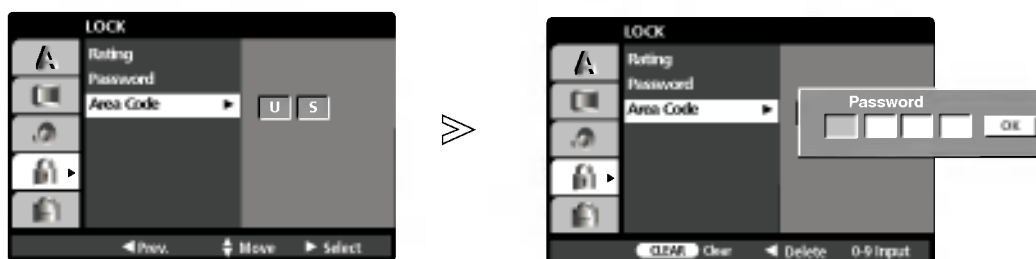 LOCK
Rating
Password
Area Code
U S
Prev. Move Select
LOCK
Rating
Password
Area Code
Password
OK
CLEAR Clear Delete 0-9 Input